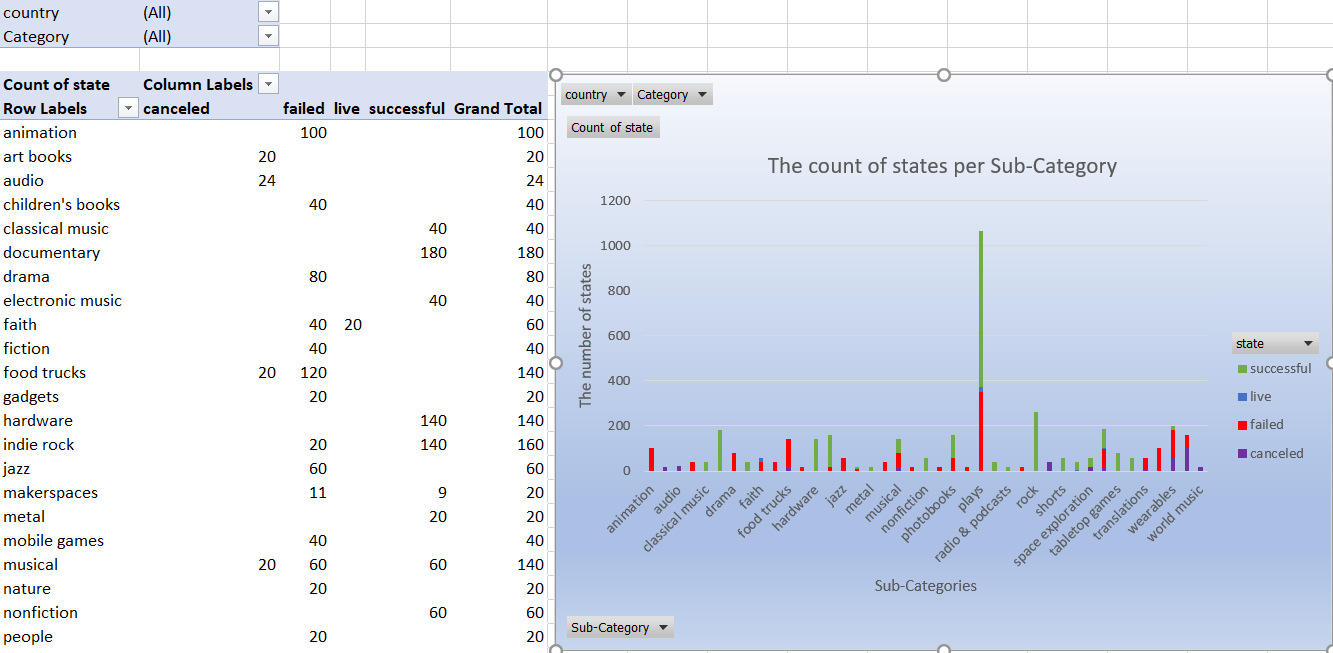 country (All)
Category (All)
Count of state Column Labels
Row Labels canceled failed live successful Grand Total
animation 100 100
art books 20 20
audio 24 24
children's books 40 40
classical music 40 40
documentary 180 180
drama 80 80
electronic music 40 40
faith 40 20 60
fiction 40 40
food trucks 20 120 140
gadgets 20 20
hardware 140 140
indie rock 20 140 160
jazz 60 60
makerspaces 11 9 20
metal 20 20
mobile games 40 40
musical 20 60 60 140
nature 20 20
nonfiction 60 60
people 20 20
country Category
Count of state
The count of states per Sub-Category
The number of states
1200
1000
800
600
400
200
0
animation
audio
classical music
drama
faith
food trucks
hardware
jazz
metal
musical
nonfiction
photobooks
plays
radio & podcasts
rock
shorts
space exploration
tabletop games
translations
wearables
world music
Sub-Categories
state
successful
live
failed
canceled
Sub-Category